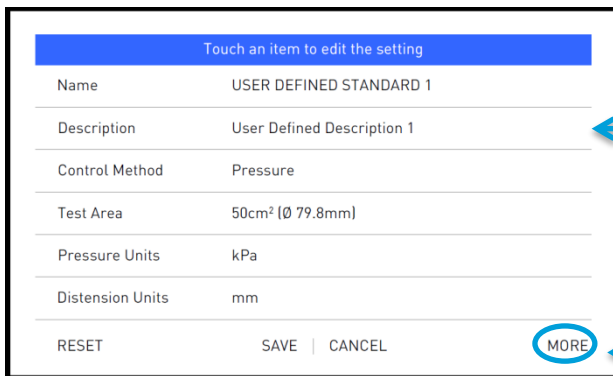 Touch an item to edit the setting
Name USER DEFINED STANDARD 1
Description User Defined Description 1
Control Method Pressure
Test Area 50cm² (Ø 79.8mm)
Pressure Units kPa
Distension Units mm
RESET SAVE | CANCEL MORE